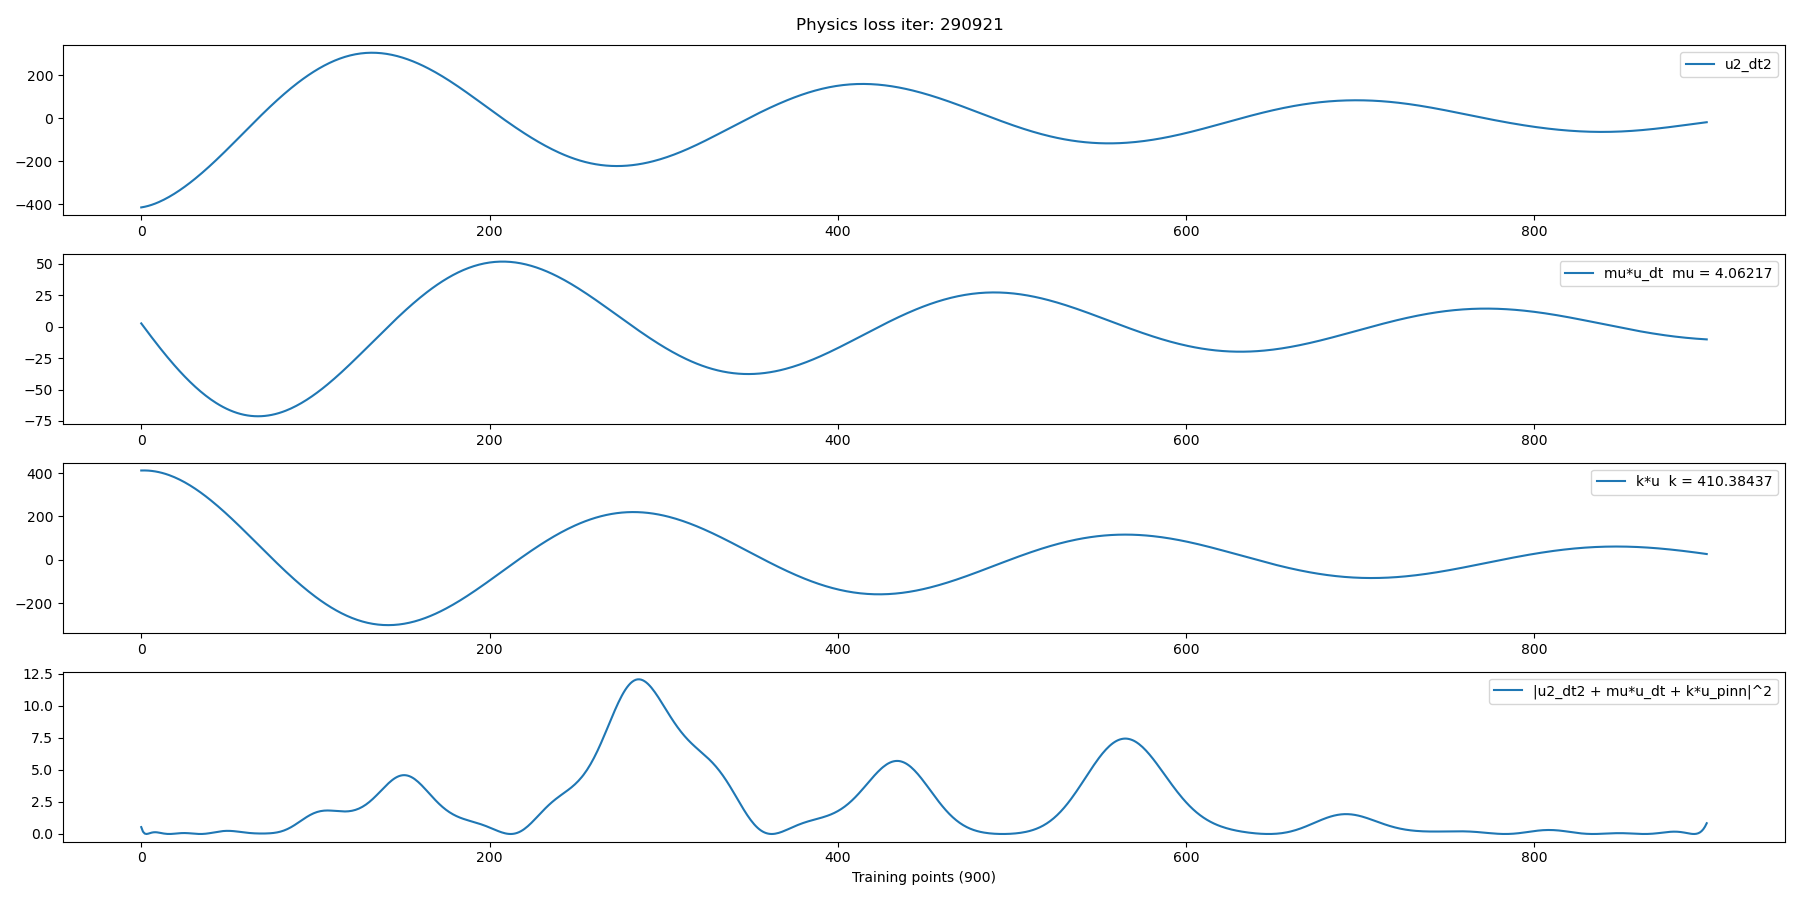 Physics loss iter: 290921
u2_dt2
200
0
−200
−400
0 200 400 600 800
mu*u_dt  mu = 4.06217
50
25
0
−25
−50
−75
0 200 400 600 800
k*u  k = 410.38437
400
200
0
−200
0 200 400 600 800
|u2_dt2 + mu*u_dt + k*u_pinn|^2
12.5
10.0
7.5
5.0
2.5
0.0
0 200 400 600 800
Training points (900)